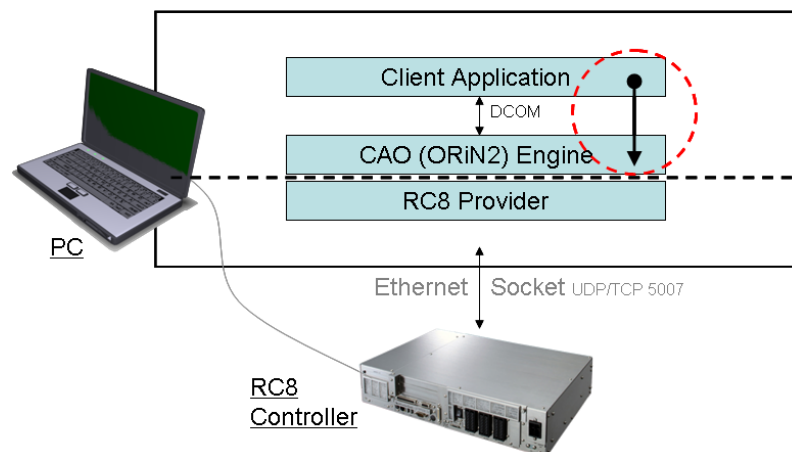 Client Application
DCOM
CAO (ORiN2) Engine
RC8 Provider
PC
Ethernet Socket UDP/TCP 5007
RC8
Controller